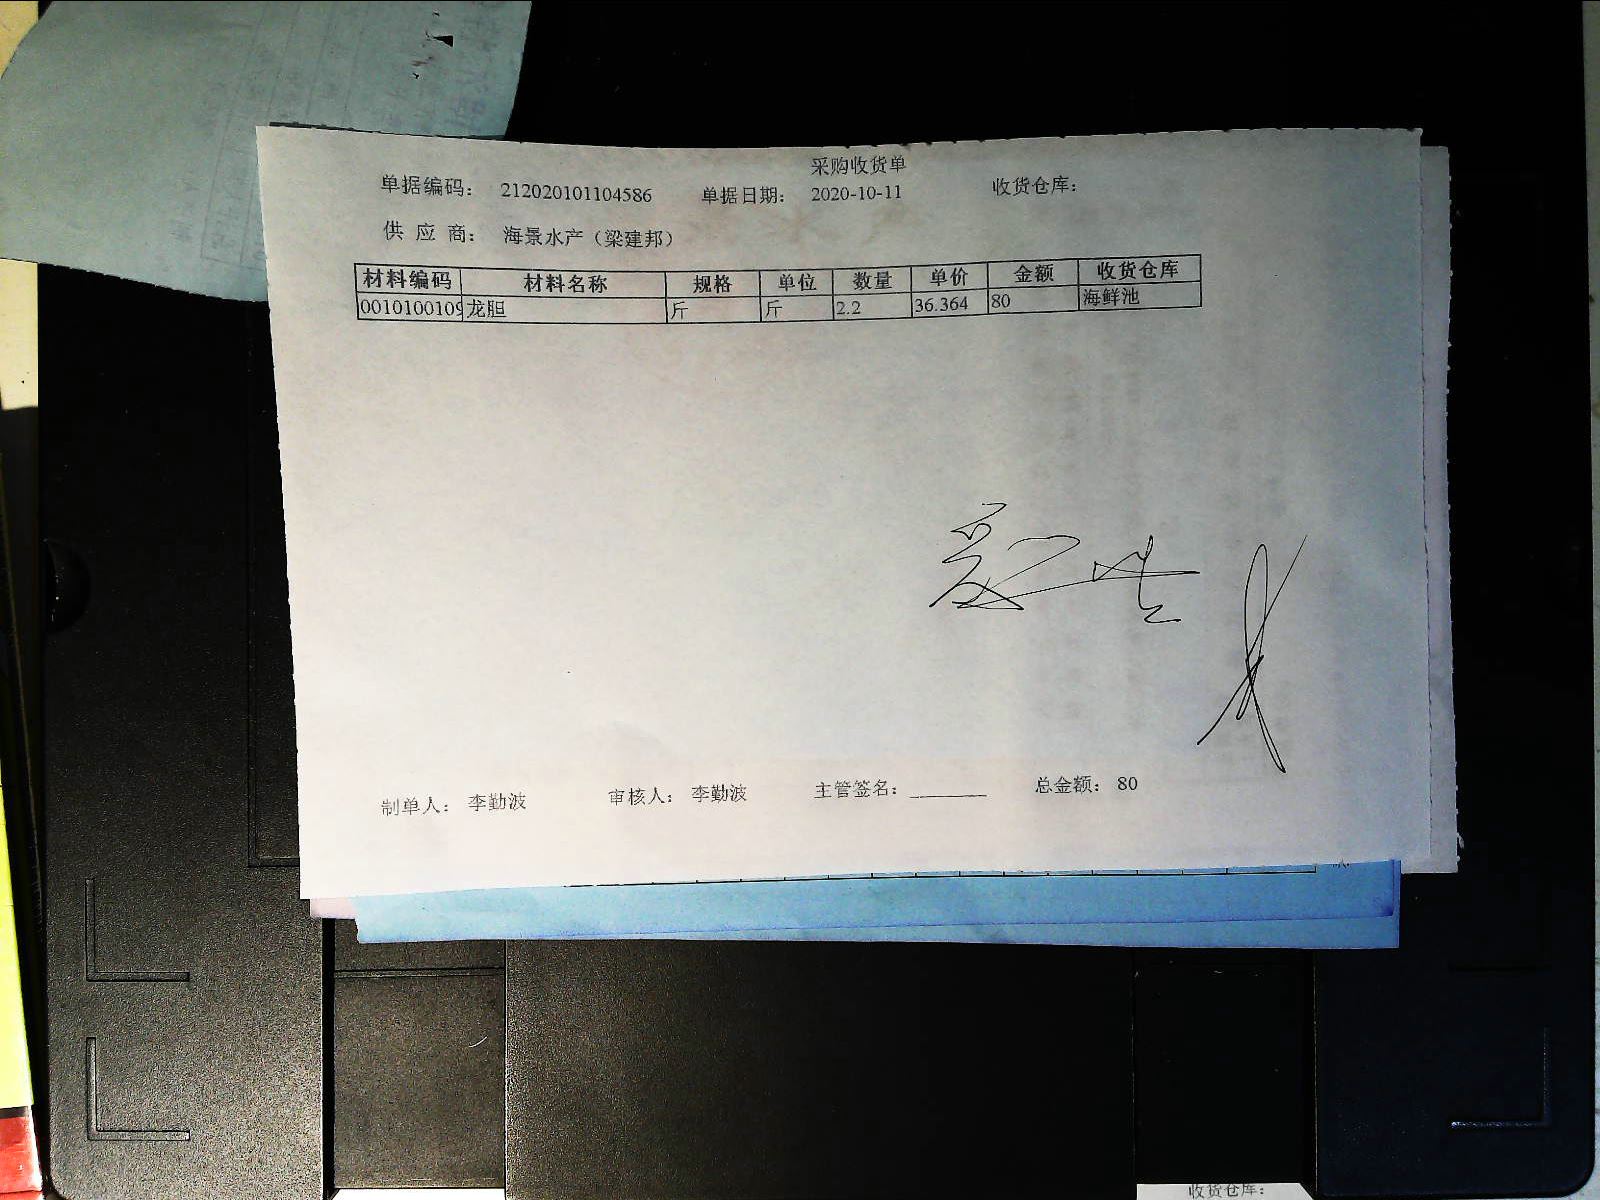 采购收货单
单据编码： 212020101104586 单据日期： 2020-10-11 收货仓库：
供 应 商： 海景水产（梁建邦）
材料编码 材料名称 规格 单位 数量 单价 金额 收货仓库
0010100109 龙胆 斤 斤 2.2 36.364 80 海鲜池
制单人： 李勤波 审核人： 李勤波 主管签名：________ 总金额： 80
收货仓库：